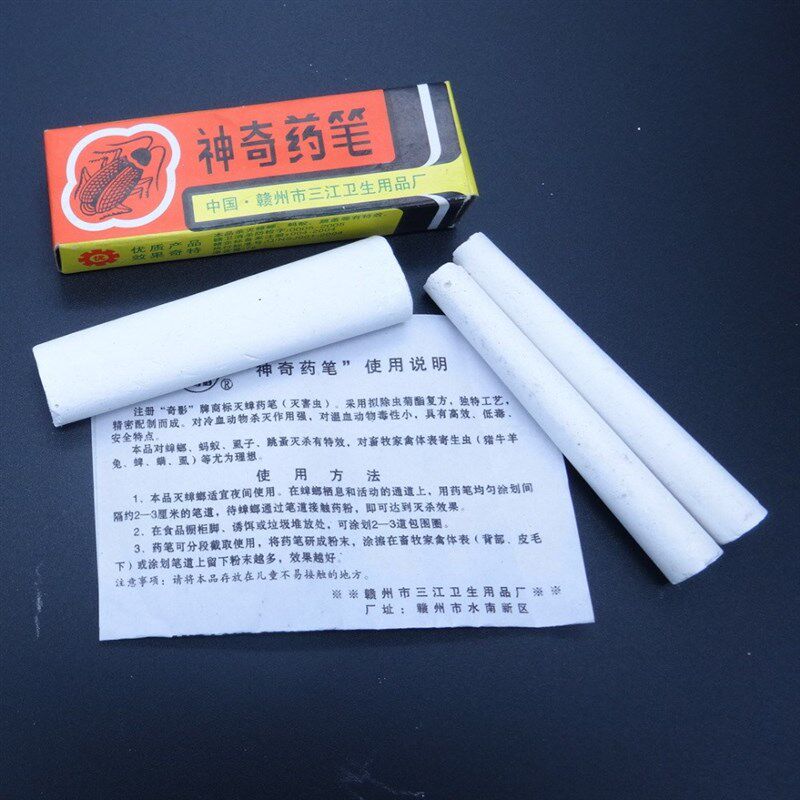 神奇药笔
中国·赣州市三江卫生用品厂
优
优质产品
效果奇特
®
神奇药笔”使用说明
注册“奇影”牌商标灭蟑药笔（灭害虫）。采用拟除虫菊酯复方，独特工艺，
精密配制而成。对冷血动物杀灭作用强，对温血动物毒性小，具有高效、低毒、
安全特点。
本品对蟑螂、蚂蚁、虱子、跳蚤灭杀有特效，对畜牧家禽体表寄生虫（猪牛羊
兔、蜱、螨、虱）等尤为理想。
使用方法
1、本品灭蟑螂适宜夜间使用。在蟑螂栖息和活动的通道上，用药笔均匀涂划间
隔约2—3厘米的笔道，待蟑螂通过笔道接触药粉，即可达到灭杀效果。
2、在食品橱柜脚、诱饵或垃圾堆放处，可涂划2—3道包围圈。
3、药笔可分段截取使用，将药笔研成粉末，涂擦在畜牧家禽体表（背部、皮毛
下）或涂划笔道上留下粉末越多，效果越好。
注意事项：请将本品存放在儿童不易接触的地方。
※※赣州市三江卫生用品厂※※
厂址：赣州市水南新区